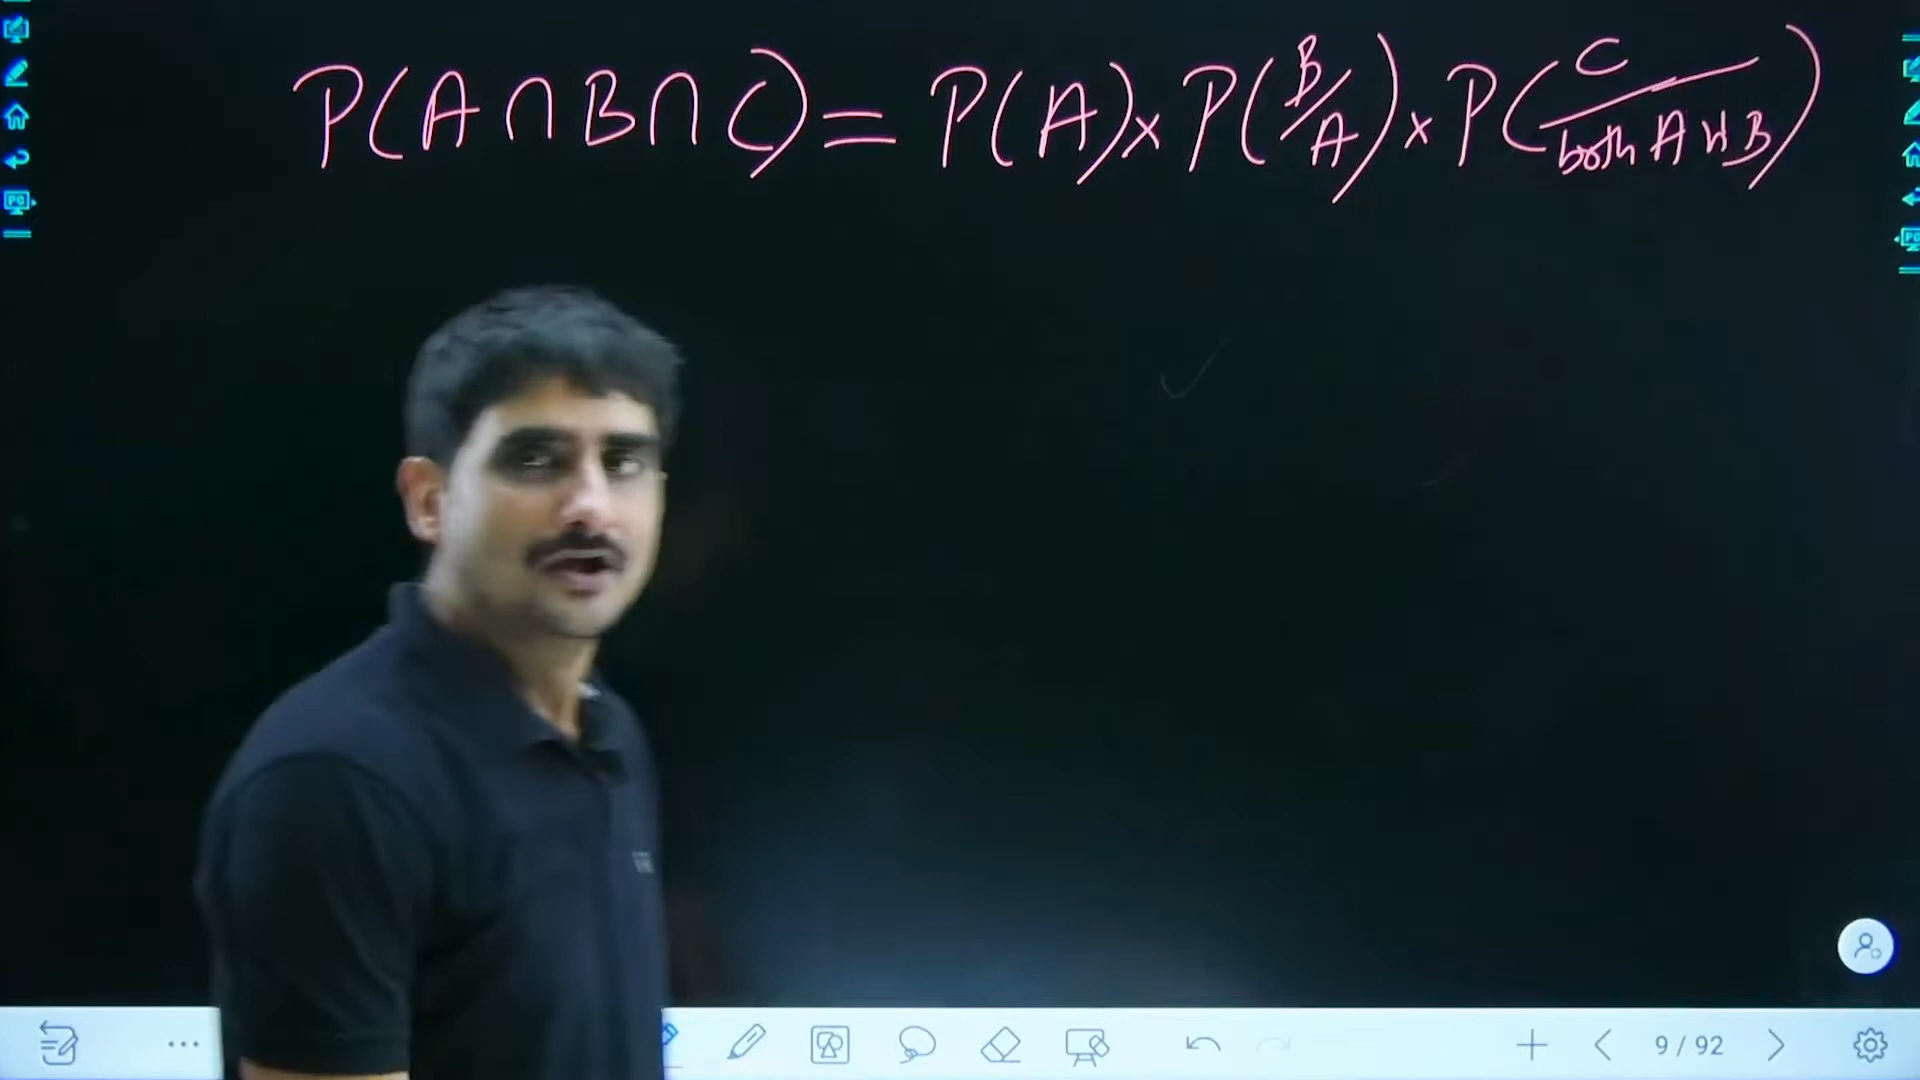 P(A∩B∩C) = P(A) × P(B/A) × P(C/both A & B)
9 / 92